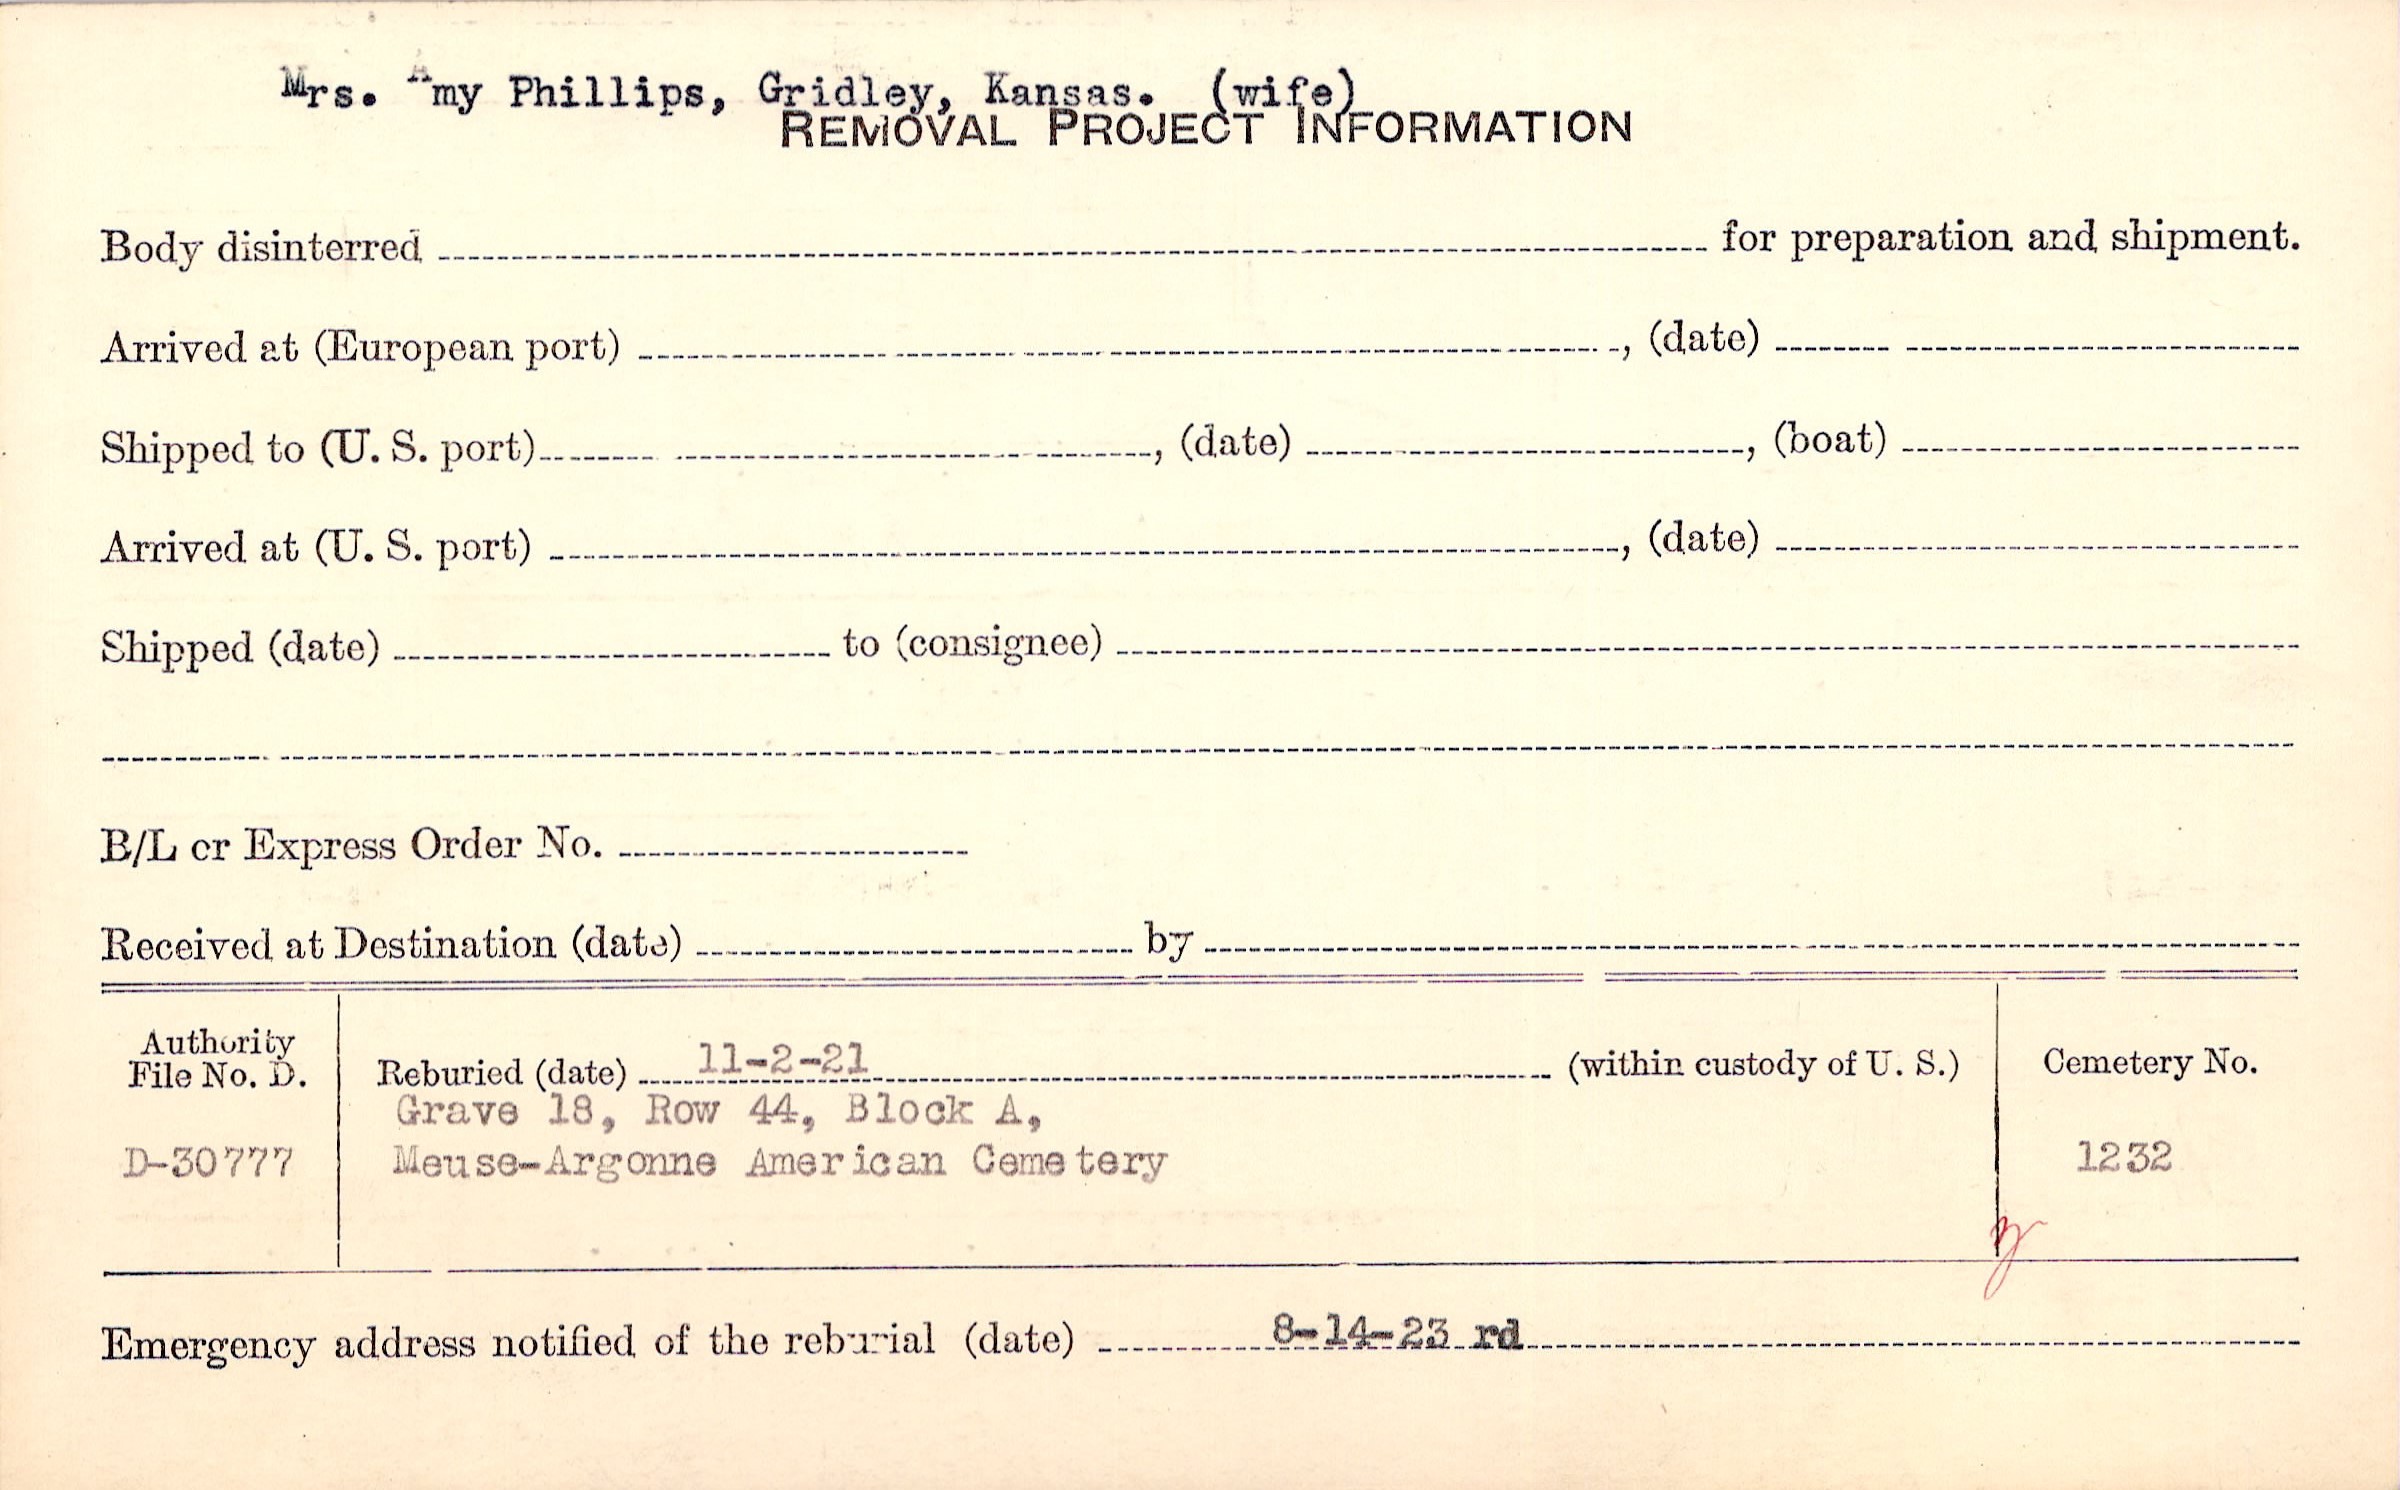 Mrs. Amy Phillips, Gridley, Kansas. (wife)
REMOVAL PROJECT INFORMATION
Body disinterred for preparation and shipment.
Arrived at (European port) , (date)
Shipped to (U. S. port) , (date) , (boat)
Arrived at (U. S. port) , (date)
Shipped (date) to (consignee)
B/L or Express Order No.
Received at Destination (date) by
Authority
File No. D.
D-30777
Reburied (date) 11-2-21 (within custody of U. S.)
Grave 18, Row 44, Block A,
Meuse-Argonne American Cemetery
Cemetery No.
1232
Emergency address notified of the reburial (date) 8-14-23 rd